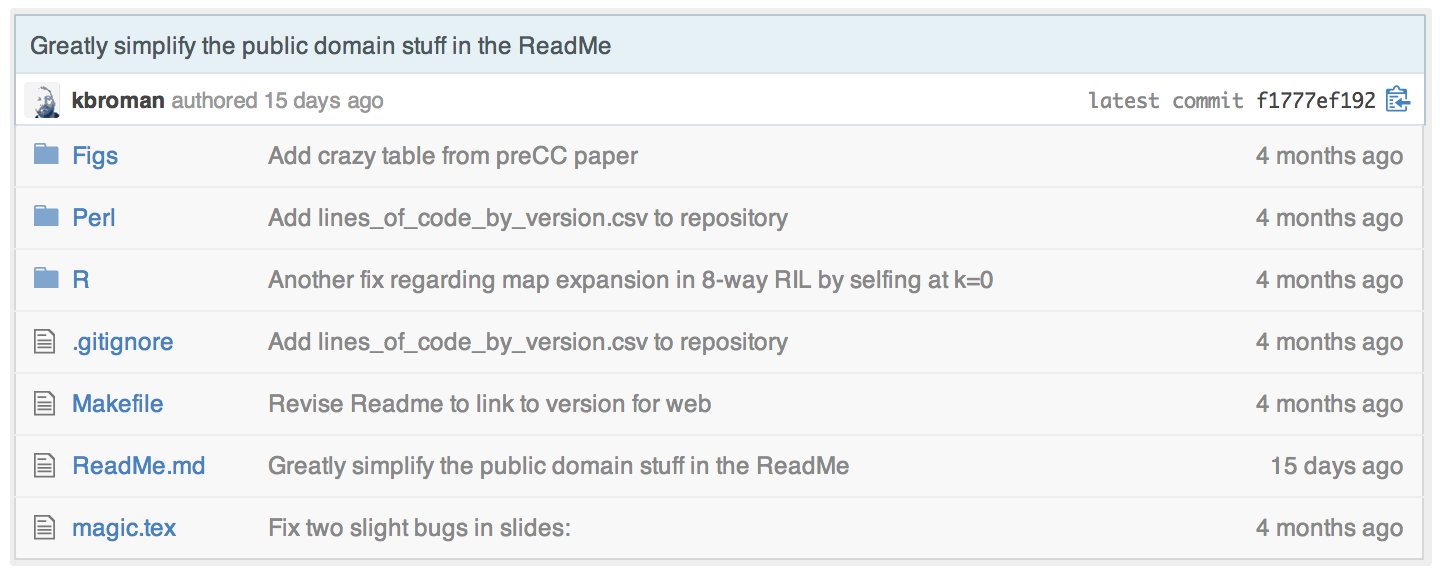 Greatly simplify the public domain stuff in the ReadMe
kbroman authored 15 days ago latest commit f1777ef192
Figs Add crazy table from preCC paper 4 months ago
Perl Add lines_of_code_by_version.csv to repository 4 months ago
R Another fix regarding map expansion in 8-way RIL by selfing at k=0 4 months ago
.gitignore Add lines_of_code_by_version.csv to repository 4 months ago
Makefile Revise Readme to link to version for web 4 months ago
ReadMe.md Greatly simplify the public domain stuff in the ReadMe 15 days ago
magic.tex Fix two slight bugs in slides: 4 months ago